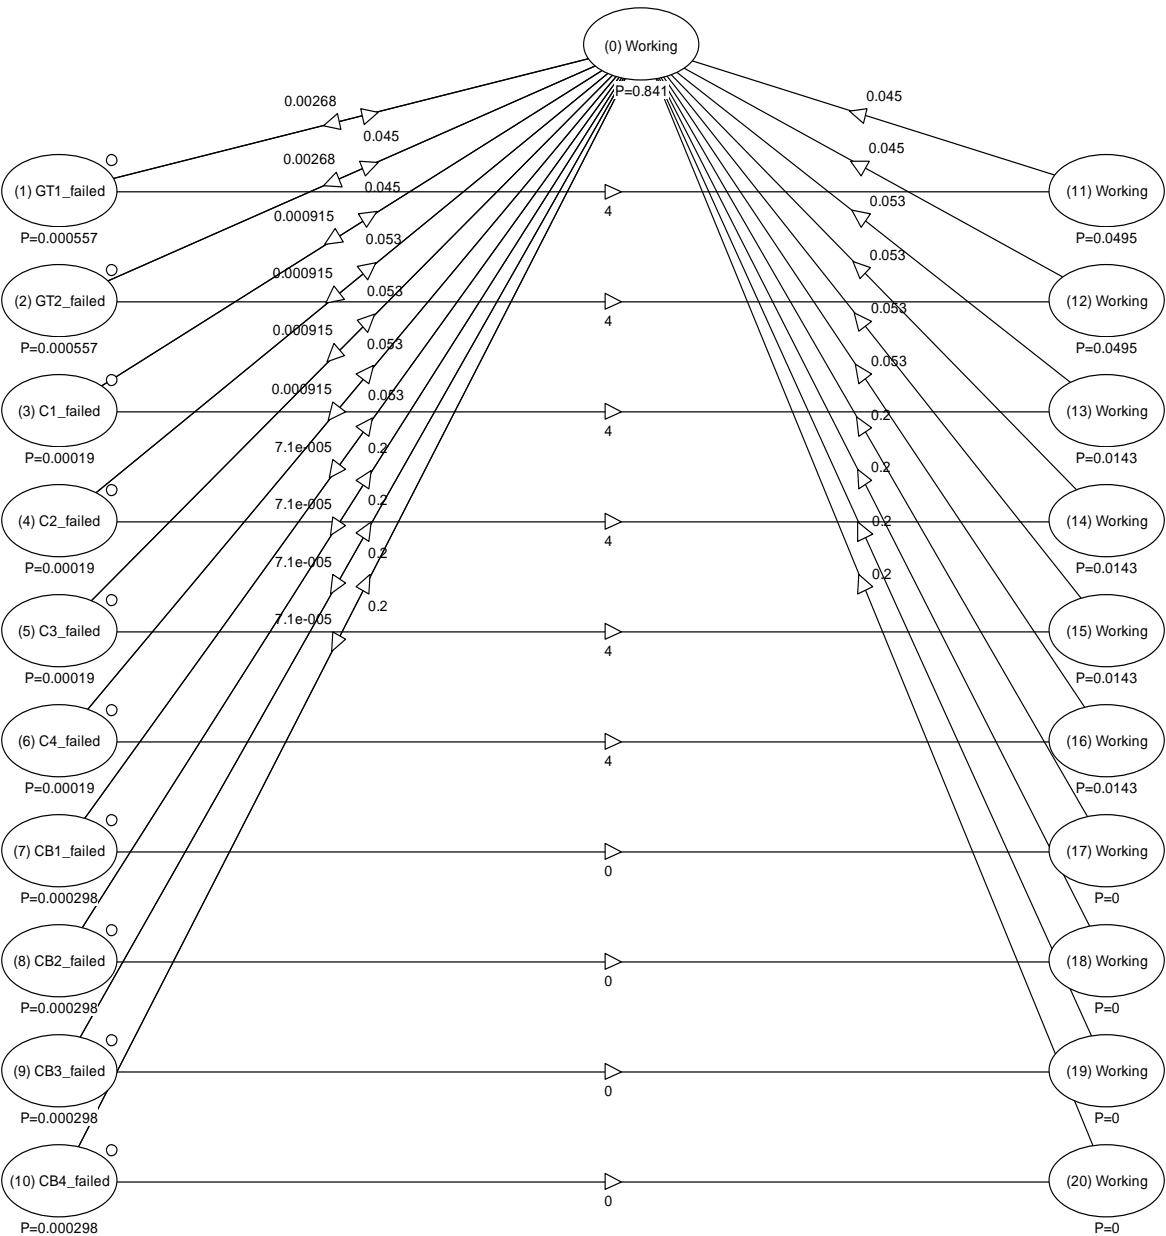 (0) Working
P=0.841
0.00268
0.045
0.045
0.00268
0.045
0.045
(1) GT1_failed
P=0.000557
4
(11) Working
P=0.0495
0.000915
0.053
0.053
(2) GT2_failed
P=0.000557
4
(12) Working
P=0.0495
0.000915
0.053
0.053
0.000915
0.053
0.053
(3) C1_failed
P=0.00019
4
(13) Working
P=0.0143
0.000915
0.053
0.053
7.1e-005
0.2
0.2
(4) C2_failed
P=0.00019
4
(14) Working
P=0.0143
7.1e-005
0.2
0.2
7.1e-005
0.2
0.2
(5) C3_failed
P=0.00019
4
(15) Working
P=0.0143
7.1e-005
0.2
0.2
(6) C4_failed
P=0.00019
4
(16) Working
P=0.0143
(7) CB1_failed
P=0.000298
0
(17) Working
P=0
(8) CB2_failed
P=0.000298
0
(18) Working
P=0
(9) CB3_failed
P=0.000298
0
(19) Working
P=0
(10) CB4_failed
P=0.000298
0
(20) Working
P=0